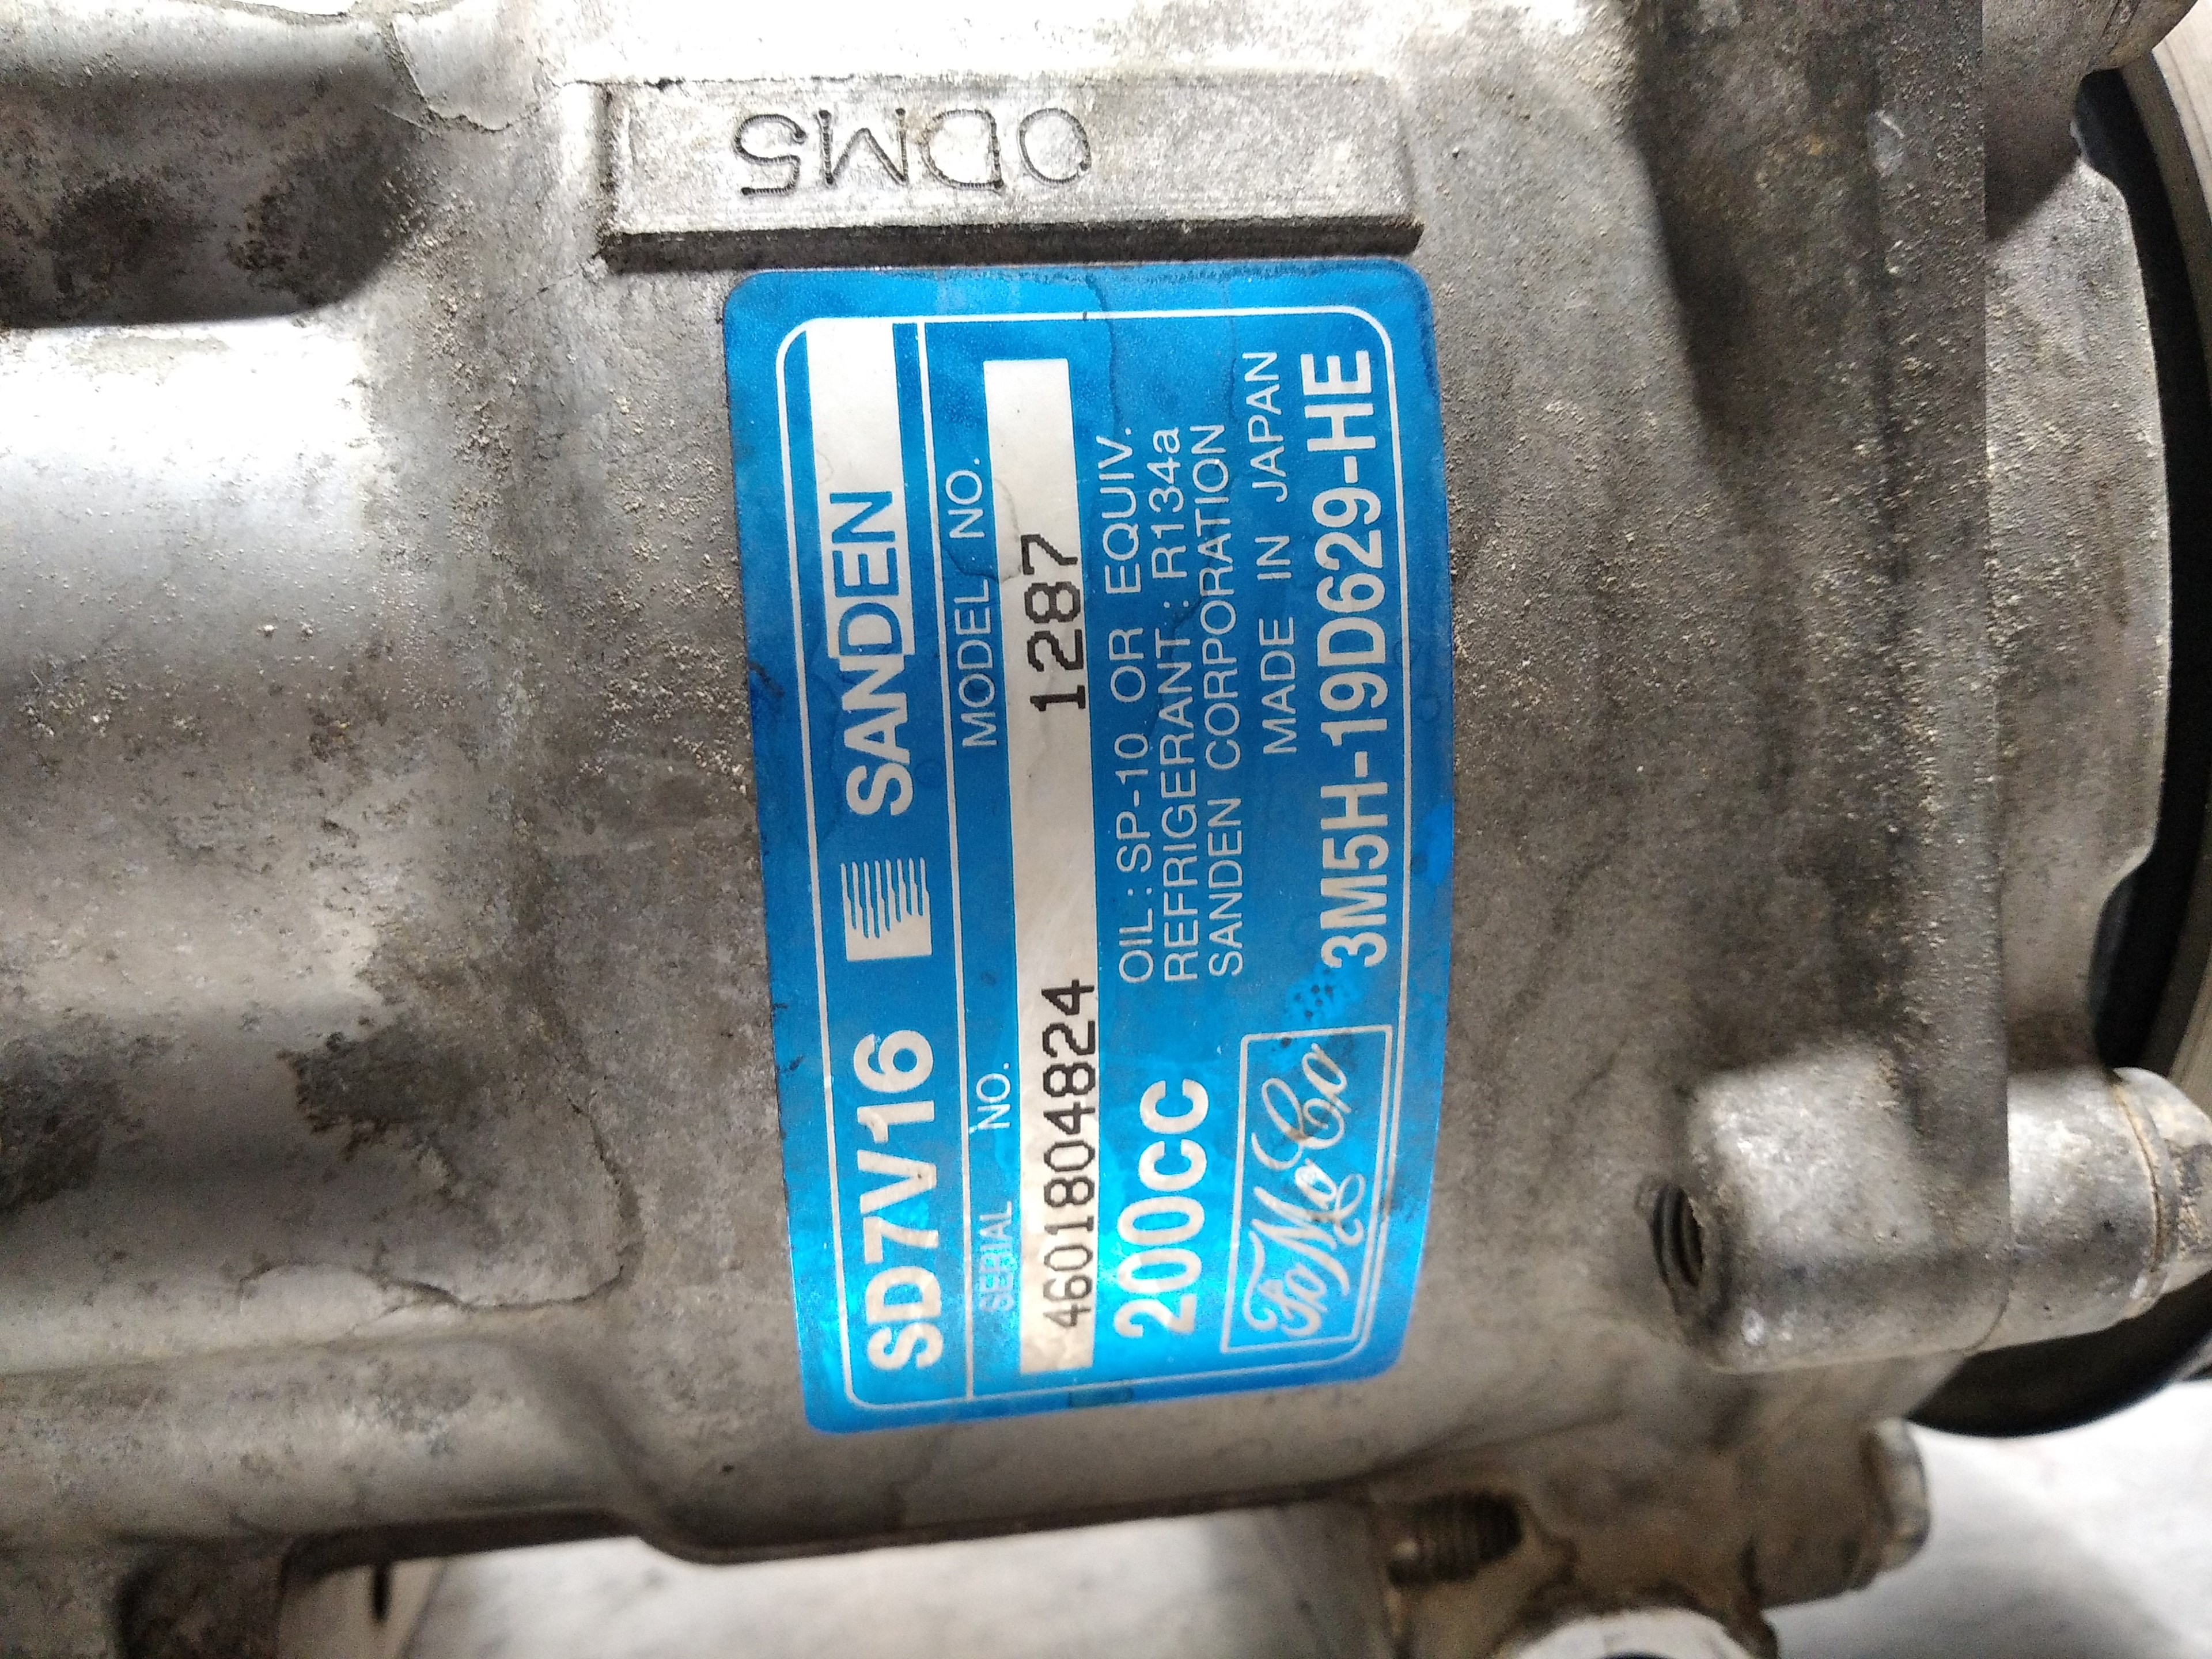 0DM5
SD7V16 SANDEN
SERIAL NO. MODEL NO.
4601804824 1287
200CC
OIL : SP-10 OR EQUIV.
REFRIGERANT : R134a
SANDEN CORPORATION
MADE IN JAPAN
FoMoCo
3M5H-19D629-HE